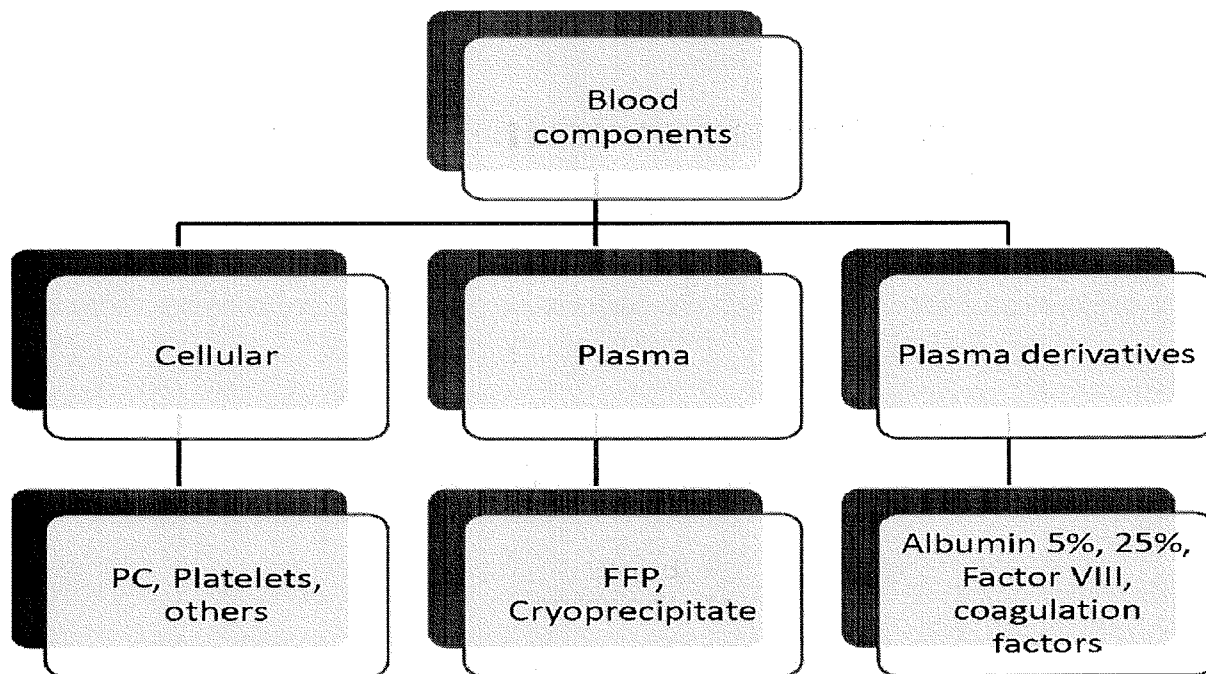 Blood
components
Cellular
Plasma
Plasma derivatives
PC, Platelets,
others
FFP,
Cryoprecipitate
Albumin 5%, 25%,
Factor VIII,
coagulation
factors